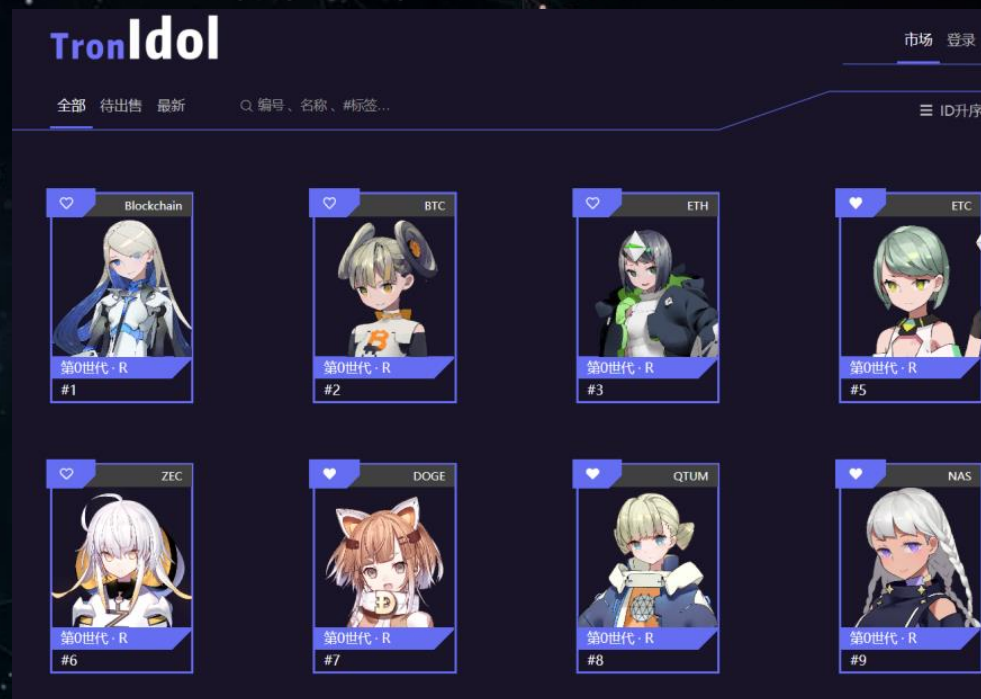 TronIdol
市场 登录
全部 待出售 最新 编号、名称、#标签...
ID升序
Blockchain
第0世代 · R
#1
BTC
第0世代 · R
#2
ETH
第0世代 · R
#3
ETC
第0世代 · R
#5
ZEC
第0世代 · R
#6
DOGE
第0世代 · R
#7
QTUM
第0世代 · R
#8
NAS
第0世代 · R
#9